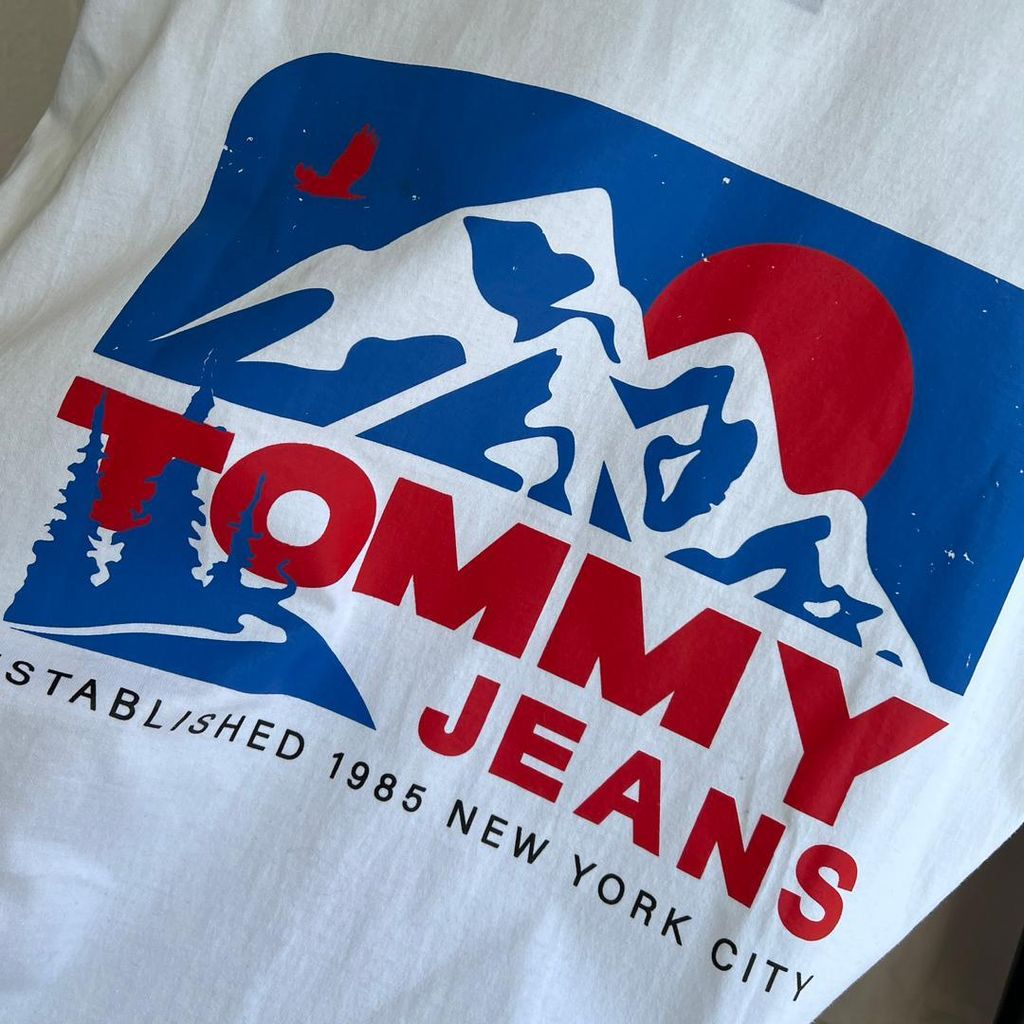 TOMMY
JEANS
ESTABLISHED 1985 NEW YORK CITY